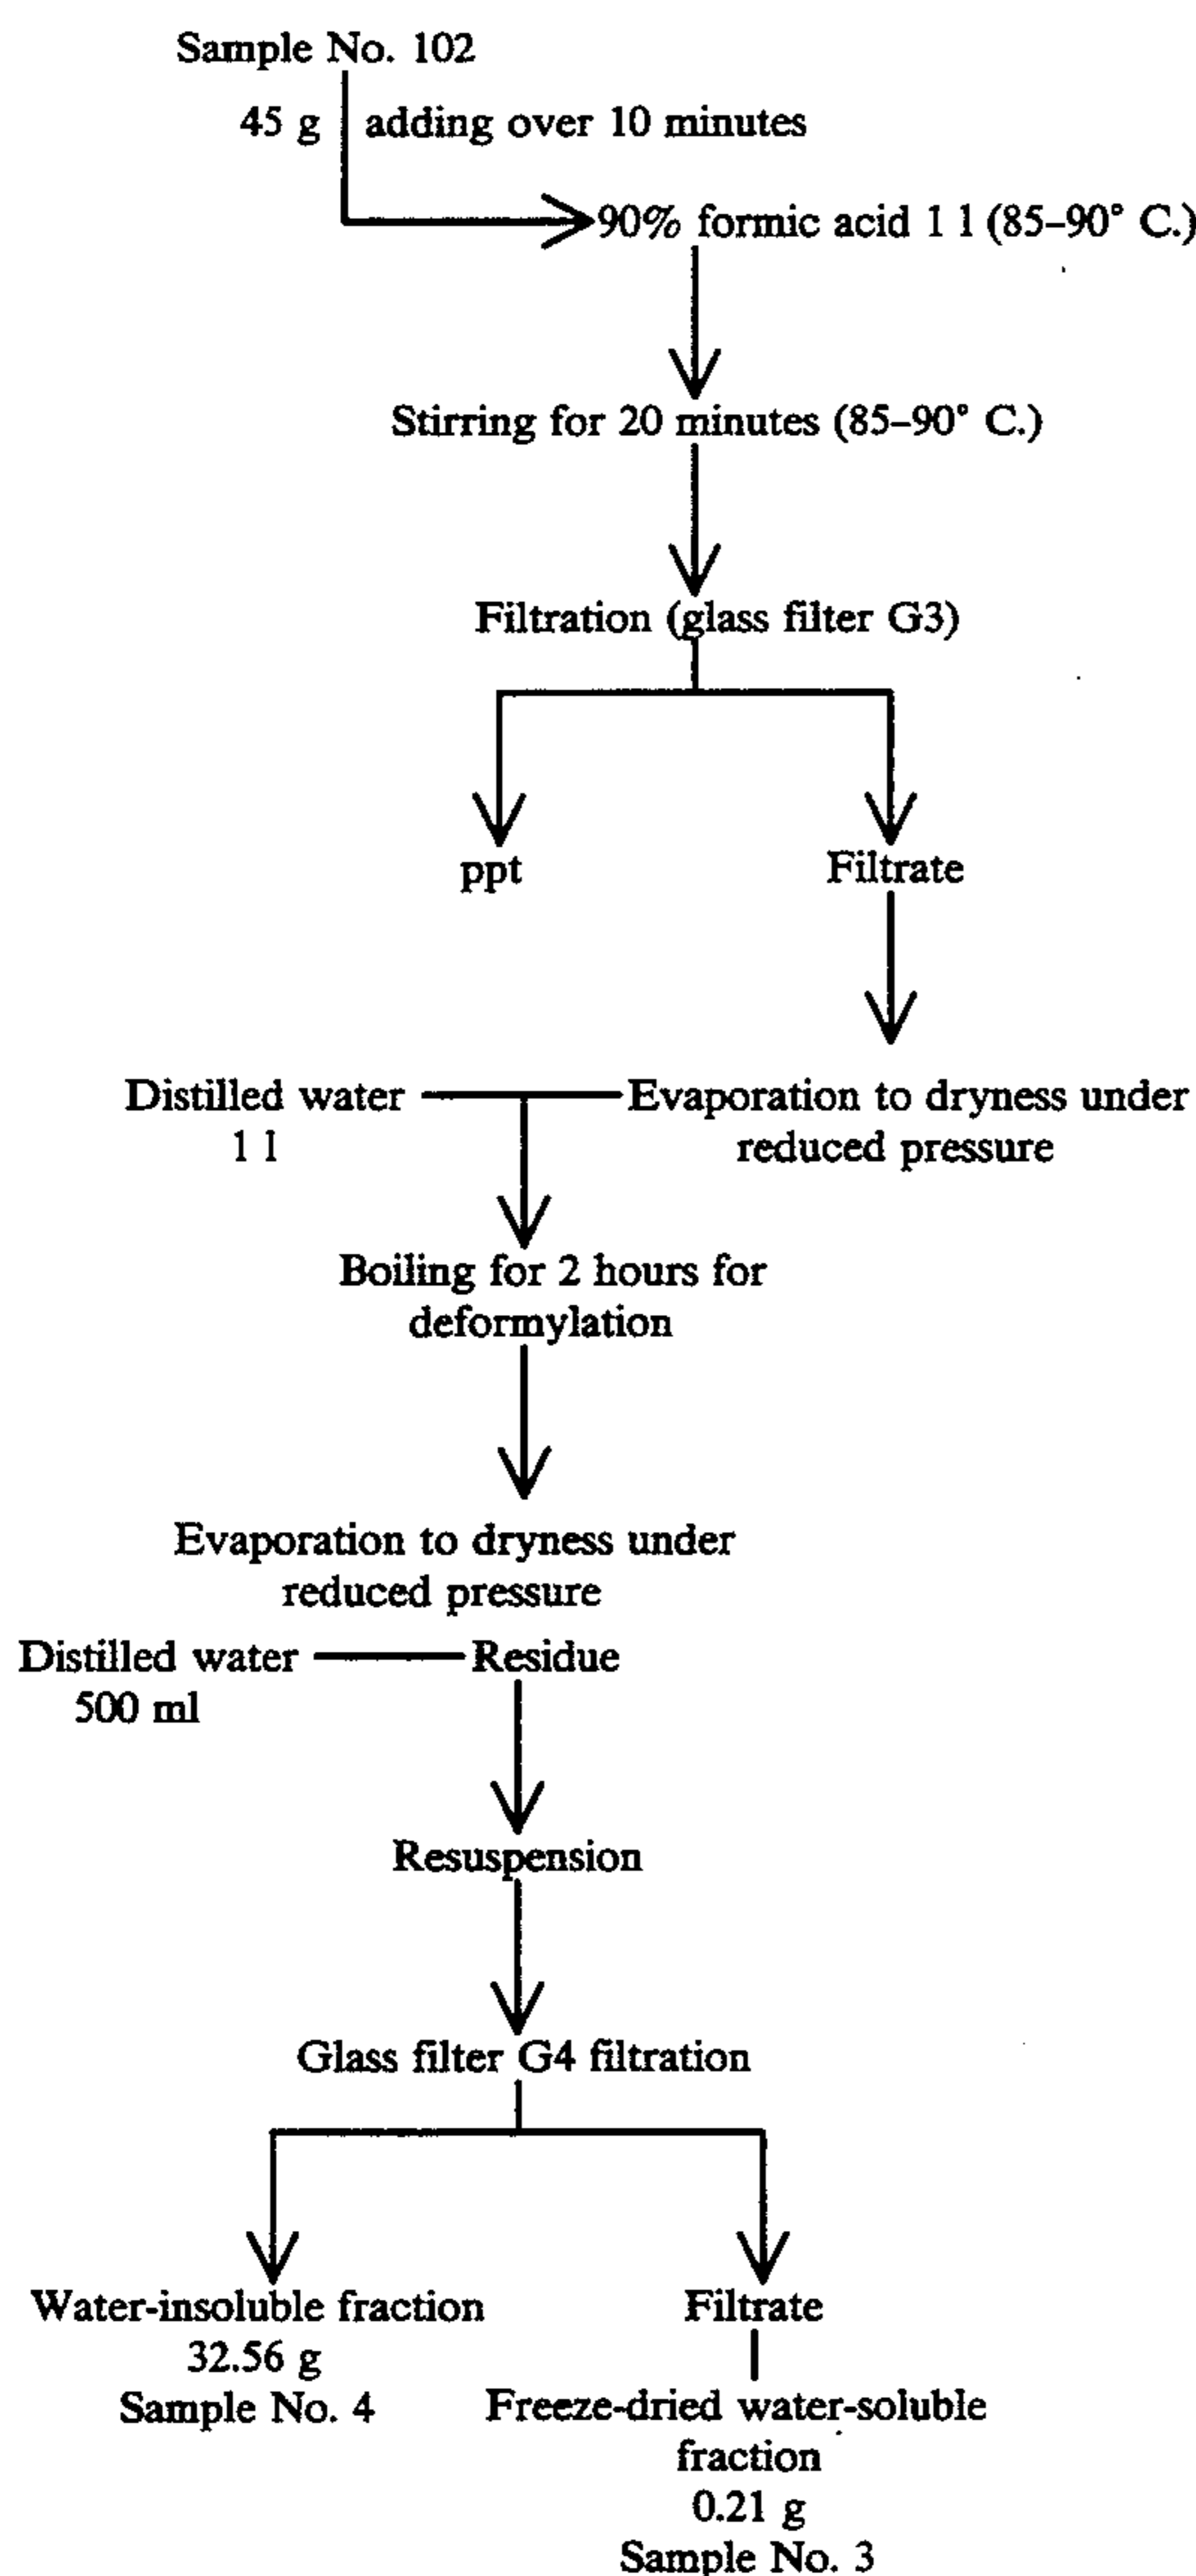 Sample No. 102
45 g adding over 10 minutes
90% formic acid 1 l (85–90° C.)
Stirring for 20 minutes (85–90° C.)
Filtration (glass filter G3)
ppt Filtrate
Distilled water Evaporation to dryness under
1 l reduced pressure
Boiling for 2 hours for
deformylation
Evaporation to dryness under
reduced pressure
Distilled water Residue
500 ml
Resuspension
Glass filter G4 filtration
Water-insoluble fraction Filtrate
32.56 g
Sample No. 4 Freeze-dried water-soluble
fraction
0.21 g
Sample No. 3